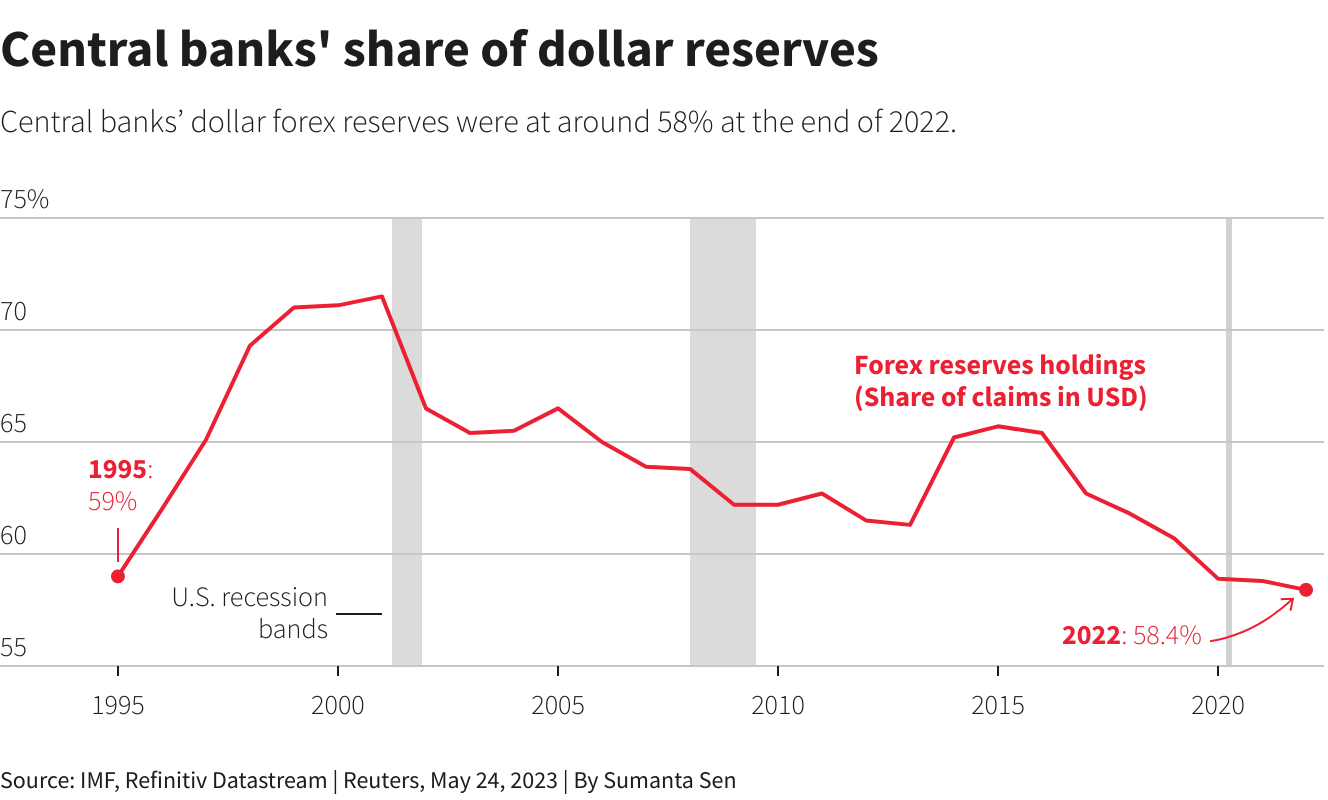 Central banks' share of dollar reserves
Central banks’ dollar forex reserves were at around 58% at the end of 2022.
75%
70
Forex reserves holdings
(Share of claims in USD)
65
1995:
59%
60
U.S. recession
bands
2022: 58.4%
55
1995 2000 2005 2010 2015 2020
Source: IMF, Refinitiv Datastream | Reuters, May 24, 2023 | By Sumanta Sen